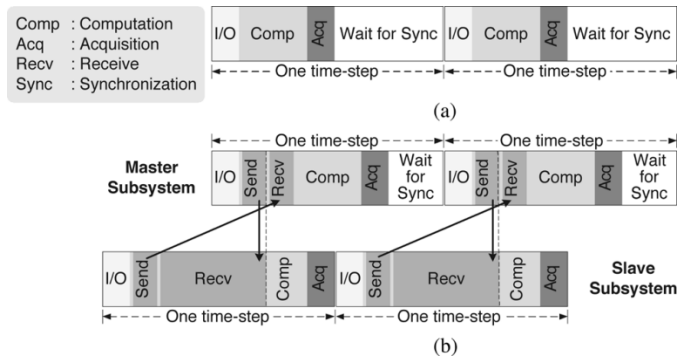 Comp : Computation
Acq : Acquisition
Recv : Receive
Sync : Synchronization
I/O Comp Acq Wait for Sync I/O Comp Acq Wait for Sync
One time-step One time-step
(a)
One time-step One time-step
Master
Subsystem
I/O Send Recv Comp Acq Wait
for
Sync
I/O Send Recv Comp Acq Wait
for
Sync
I/O Send Recv Comp Acq I/O Send Recv Comp Acq
Slave
Subsystem
One time-step One time-step
(b)